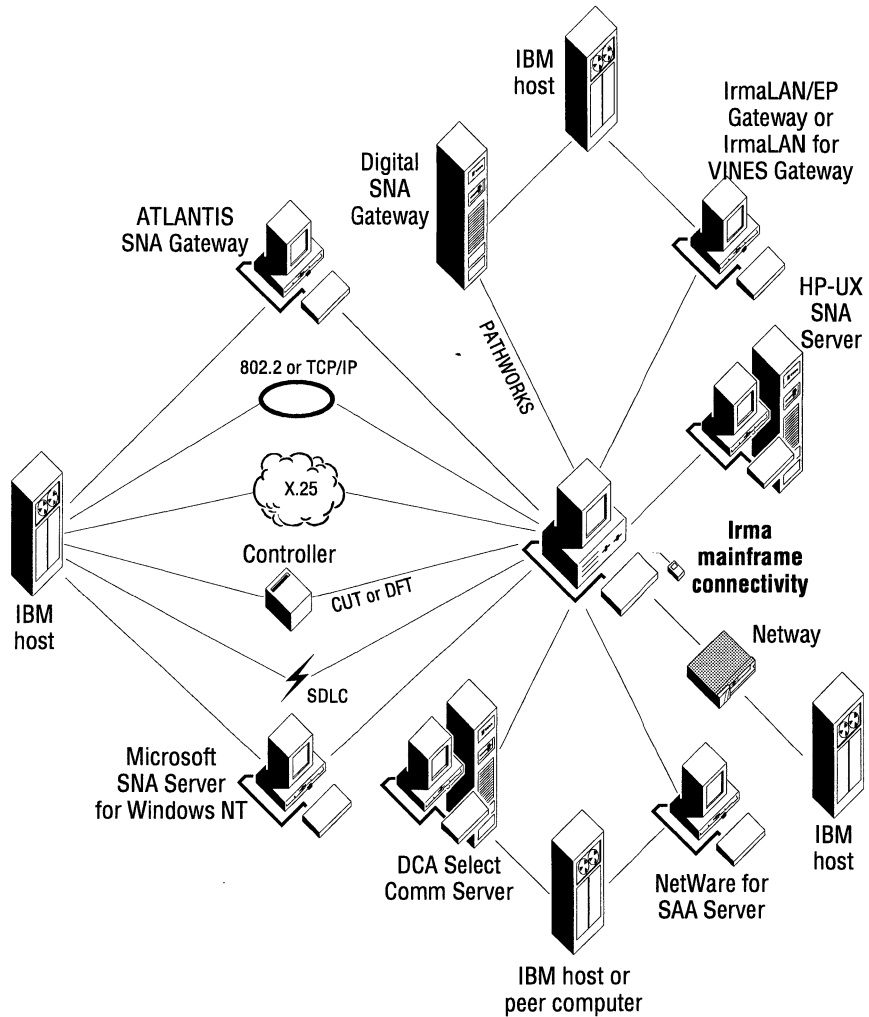 IBM
host
IrmaLAN/EP
Gateway or
IrmaLAN for
VINES Gateway
Digital
SNA
Gateway
ATLANTIS
SNA Gateway
HP-UX
SNA
Server
PATHWORKS
802.2 or TCP/IP
X.25
Controller
CUT or DFT
Irma
mainframe
connectivity
IBM
host
Netway
SDLC
Microsoft
SNA Server
for Windows NT
DCA Select
Comm Server
NetWare for
SAA Server
IBM
host
IBM host or
peer computer